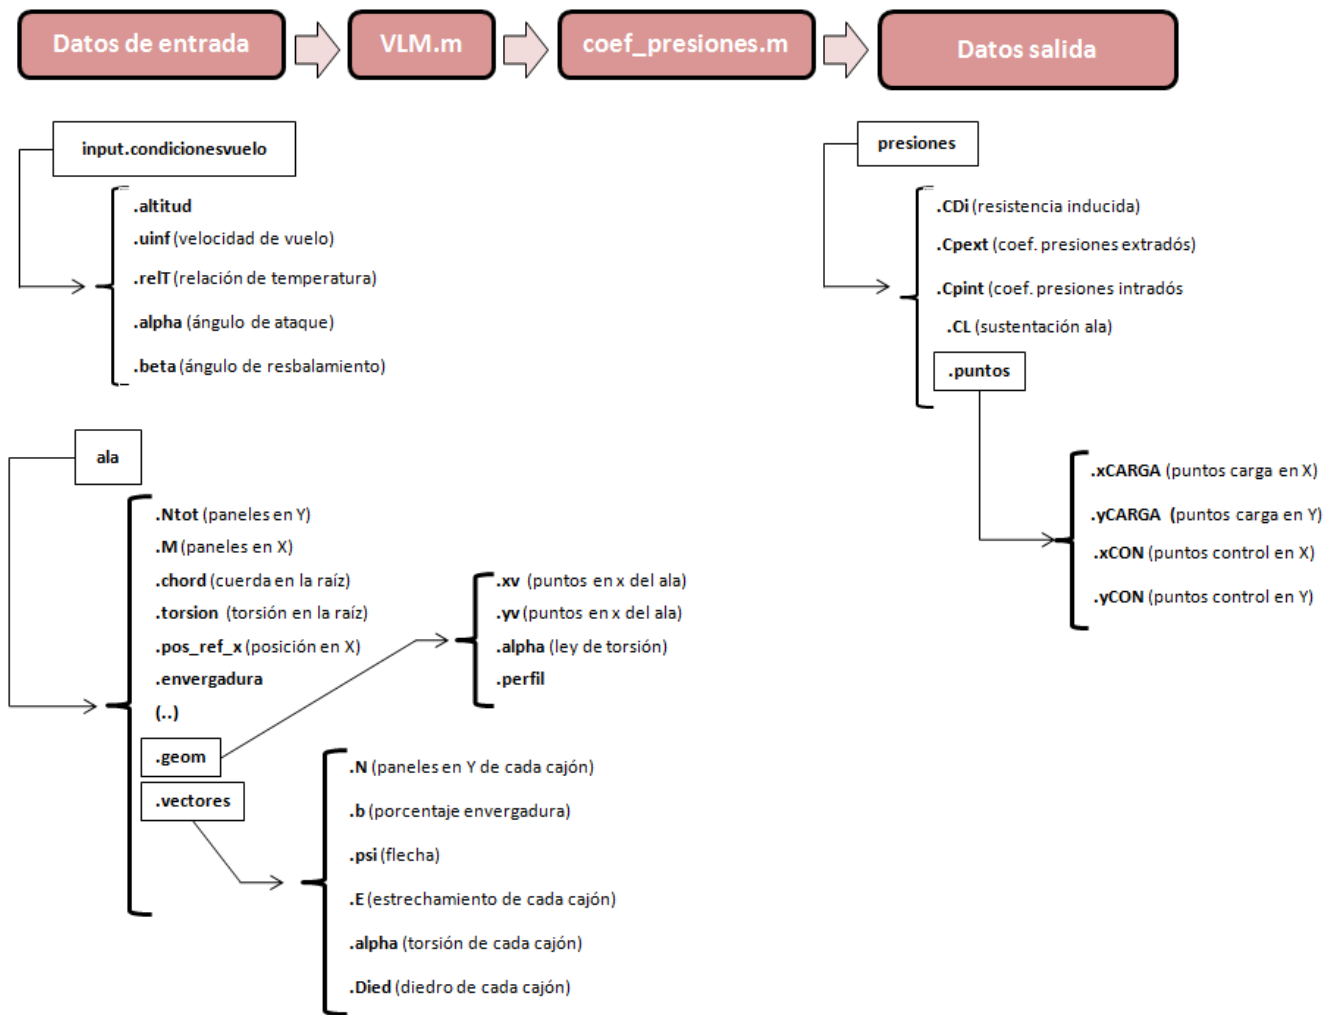 Datos de entrada
VLM.m
coef_presiones.m
Datos salida
input.condicionesvuelo
.altitud
.uinf (velocidad de vuelo)
.relT (relación de temperatura)
.alpha (ángulo de ataque)
.beta (ángulo de resbalamiento)
presiones
.CDi (resistencia inducida)
.Cpext (coef. presiones extradós)
.Cpint (coef. presiones intradós
.CL (sustentación ala)
.puntos
.xCARGA (puntos carga en X)
.yCARGA (puntos carga en Y)
.xCON (puntos control en X)
.yCON (puntos control en Y)
ala
.Ntot (paneles en Y)
.M (paneles en X)
.chord (cuerda en la raíz)
.torsion (torsión en la raíz)
.pos_ref_x (posición en X)
.envergadura
(..)
.geom
.vectores
.xv (puntos en x del ala)
.yv (puntos en x del ala)
.alpha (ley de torsión)
.perfil
.N (paneles en Y de cada cajón)
.b (porcentaje envergadura)
.psi (flecha)
.E (estrechamiento de cada cajón)
.alpha (torsión de cada cajón)
.Died (diedro de cada cajón)